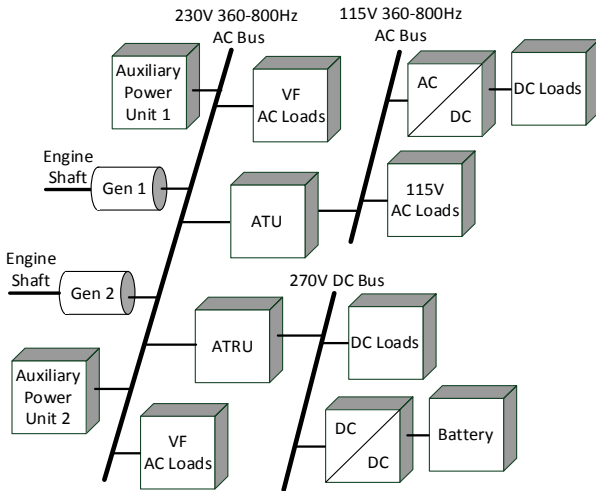 230V 360-800Hz
AC Bus
115V 360-800Hz
AC Bus
Auxiliary
Power
Unit 1
VF
AC Loads
AC
DC
DC Loads
Engine
Shaft
Gen 1
ATU
115V
AC Loads
Engine
Shaft
Gen 2
270V DC Bus
ATRU
DC Loads
Auxiliary
Power
Unit 2
VF
AC Loads
DC
DC
Battery